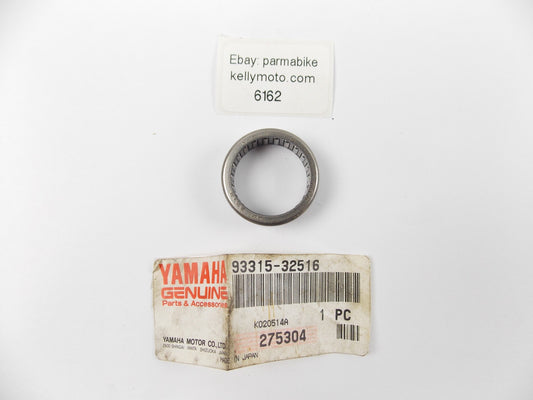 Ebay: parmabike
kellymoto.com
6162
YAMAHA
GENUINE
Parts & Accessories
93315-32516
K020514A
1 PC
275304
YAMAHA MOTOR CO., LTD.
MADE IN JAPAN